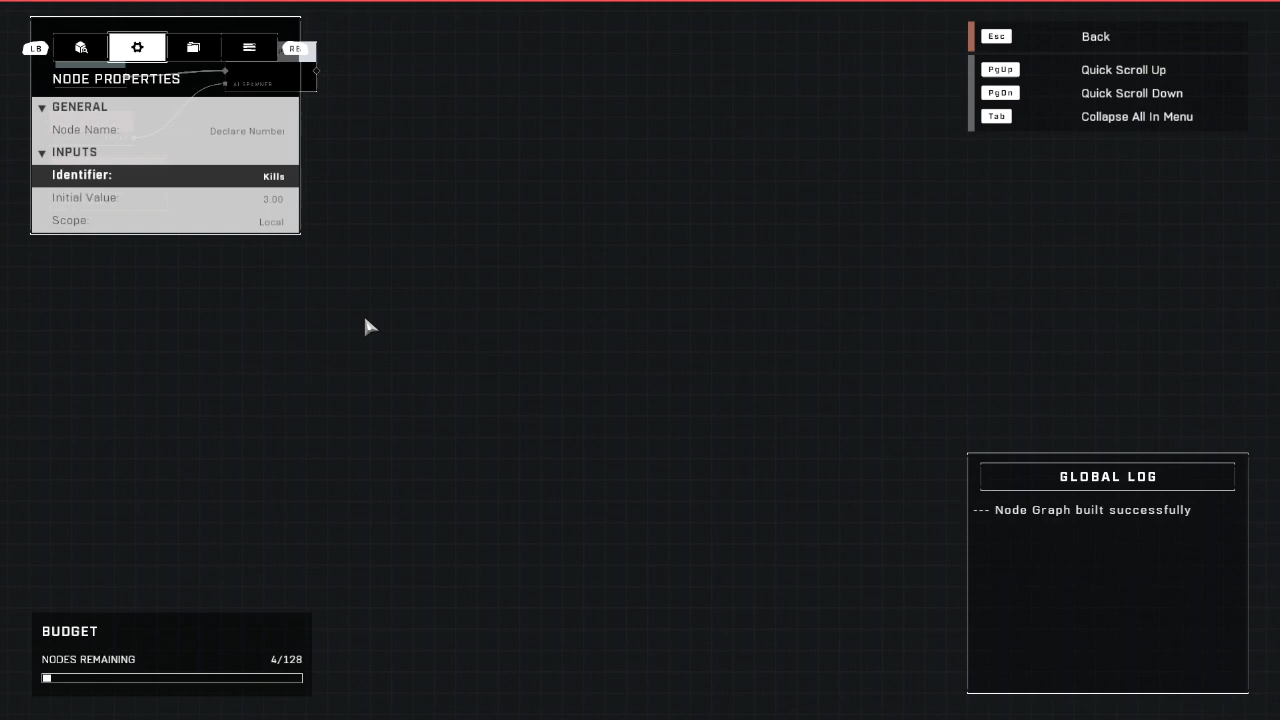 LB
RB
NODE PROPERTIES
AI SPAWNER
▼ GENERAL
Node Name: Declare Number
▼ INPUTS
Identifier: Kills
Initial Value: 3.00
Scope: Local
Esc Back
PgUp Quick Scroll Up
PgDn Quick Scroll Down
Tab Collapse All In Menu
GLOBAL LOG
--- Node Graph built successfully
BUDGET
NODES REMAINING 4/128